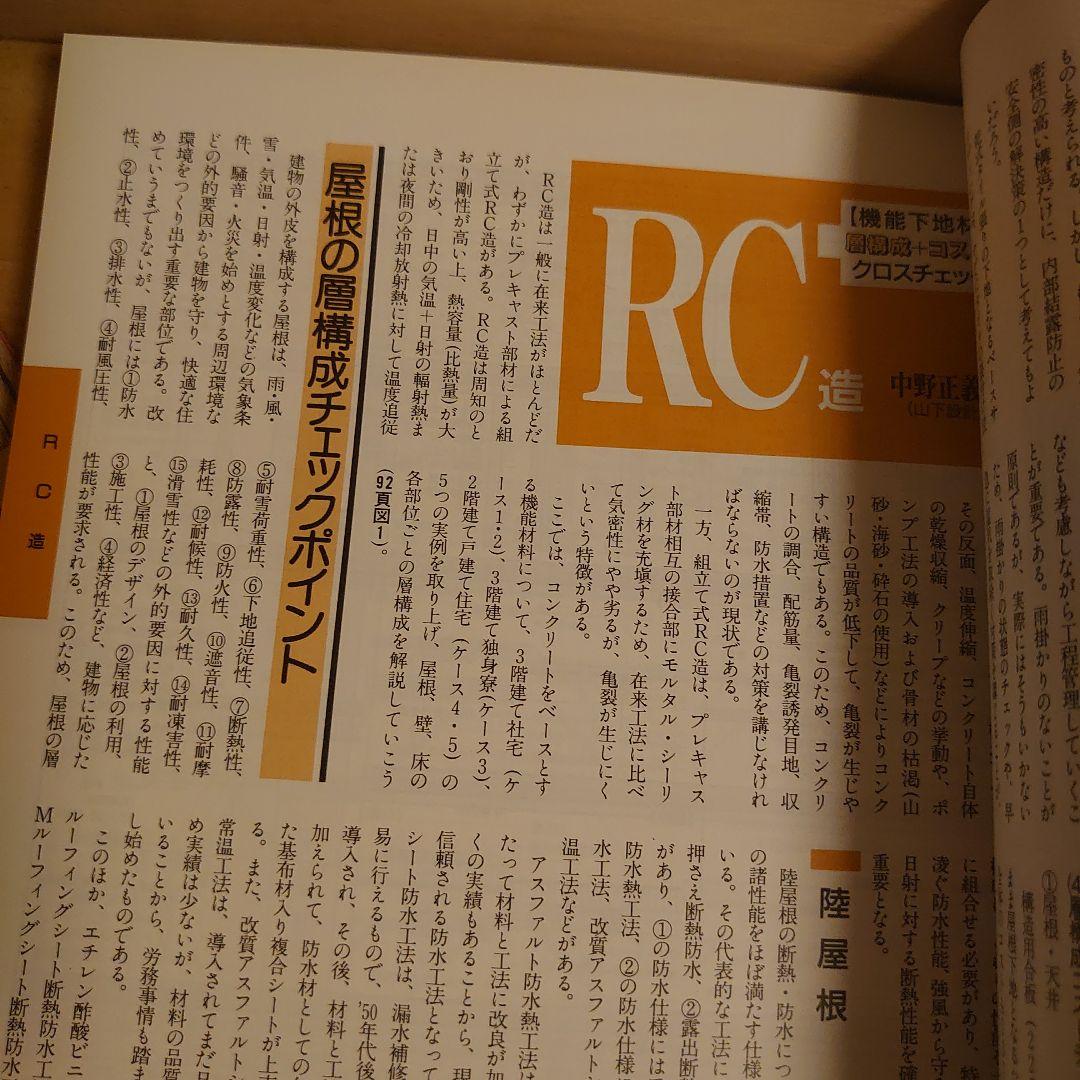 【機能下地材
層構成+コス
クロスチェッ
RC造
中野正義
(山下設計
RC造は一般に在来工法がほとんどだ
が、わずかにプレキャスト部材による組
立て式RC造がある。RC造は周知のと
おり剛性が高い上、熱容量(比熱量)が大
きいため、日中の気温+日射の輻射熱ま
たは夜間の冷却放射熱に対して温度追従
その反面、温度伸縮、コンクリート自体
の乾燥収縮、クリープなどの挙動や、ポ
ンプ工法の導入および骨材の枯渇(山
砂・海砂・砕石の使用)などによりコンク
リートの品質が低下して、亀裂が生じや
すい構造でもある。このため、コンクリ
ートの調合、配筋量、亀裂誘発目地、収
縮帯、防水措置などの対策を講じなけれ
ばならないのが現状である。
一方、組立て式RC造は、プレキャス
ト部材相互の接合部にモルタル・シーリ
ング材を充塡するため、在来工法に比べ
て気密性にやや劣るが、亀裂が生じにく
いという特徴がある。
ここでは、コンクリートをベースとす
る機能材料について、3階建て社宅(ケ
ース1・2)、3階建て独身寮(ケース3)、
2階建て戸建て住宅(ケース4・5)の
5つの実例を取り上げ、屋根、壁、床の
各部位ごとの層構成を解説していこう
(92頁図1)。
屋根の層構成チェックポイント
建物の外皮を構成する屋根は、雨・風・
雪・気温・日射・温度変化などの気象条
件、騒音・火災を始めとする周辺環境な
どの外的要因から建物を守り、快適な住
環境をつくり出す重要な部位である。改
めていうまでもないが、屋根には①防水
性、②止水性、③排水性、④耐風圧性、
⑤耐雪荷重性、⑥下地追従性、⑦断熱性、
⑧防露性、⑨防火性、⑩遮音性、⑪耐摩
耗性、⑫耐候性、⑬耐久性、⑭耐凍害性、
⑮滑雪性などの外的要因に対する性能
と、①屋根のデザイン、②屋根の利用、
③施工性、④経済性など、建物に応じた
性能が要求される。このため、屋根の層
に組合せる必要があり、特
凌ぐ防水性能、強風から守
日射に対する断熱性能を確
重要となる。
陸屋根
陸屋根の断熱・防水につ
の諸性能をほぼ満たす仕様
いる。その代表的な工法に
押さえ断熱防水、②露出断熱
があり、①の防水仕様には
防水熱工法、②の防水仕様
水工法、改質アスファルト
温工法などがある。
アスファルト防水熱工法は
たって材料と工法に改良が加
くの実績もあることから、現
信頼される防水工法となって
シート防水工法は、漏水補修
易に行えるもので、'50年代後
導入され、その後、材料と工
加えられて、防水材としての
た基布材入り複合シートが上
る。また、改質アスファルト
常温工法は、導入されてまだ日
め実績は少ないが、材料の品質
いることから、労務事情も踏ま
し始めたものである。
このほか、エチレン酢酸ビニ
ルーフィングシート断熱防水工
Mルーフィングシート断熱防水
RC造
ものと考えられる。しかし
密性の高い構造だけに、内部結露防止の
安全側の解決策の1つとして考えてもよ
いだろう。
なども考慮しながら工程管理していくこ
とが重要である。雨掛かりのないことが
原則であるが、実際にはそうもいかない
ため、雨掛かりの状態のチェックや、早
①屋根・天井
構造用合板